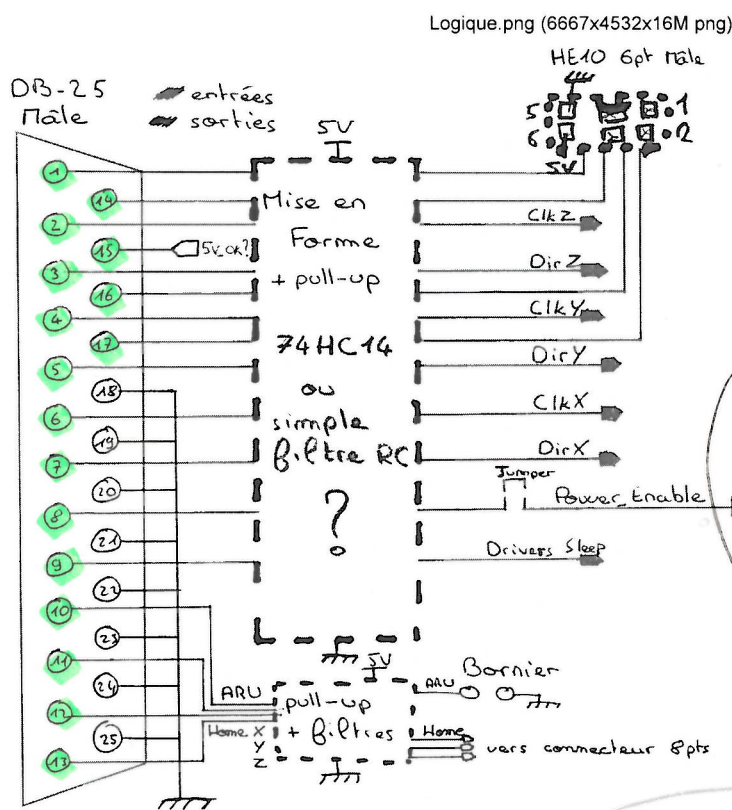 Logique.png (6667x4532x16M png)
HE10 6pt Mâle
DB-25
Mâle
entrées
sorties
5V
5
1
6
2
5V
1
14
2
15
5V_ok?
3
16
4
17
5
18
6
19
7
20
8
21
9
22
10
23
11
24
12
25
13
Mise en
Forme
+ pull-up
74HC14
ou
simple
filtre RC
?
ClkZ
DirZ
ClkY
DirY
ClkX
DirX
Jumper
Power_Enable
Drivers Sleep
5V
ARU
Home X
Y
Z
pull-up
+ filtres
ARU
Bornier
Home
vers connecteur 8pts